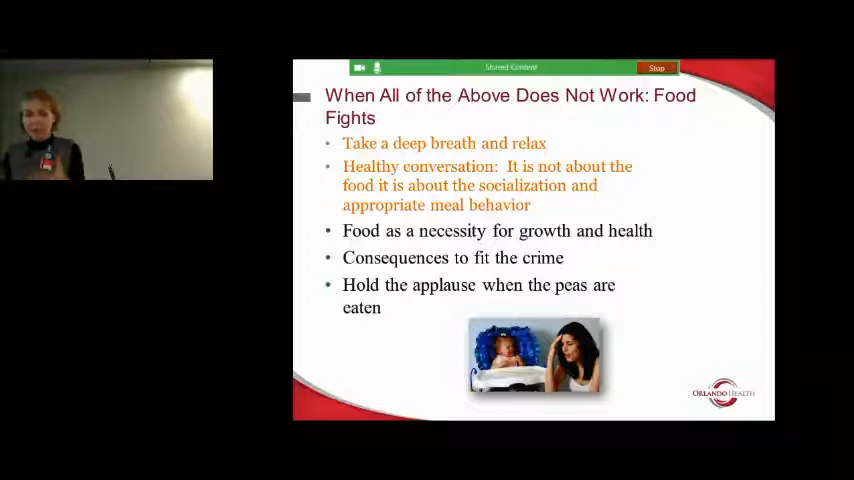 Shared Content
Stop
When All of the Above Does Not Work: Food
Fights
• Take a deep breath and relax
• Healthy conversation: It is not about the
food it is about the socialization and
appropriate meal behavior
• Food as a necessity for growth and health
• Consequences to fit the crime
• Hold the applause when the peas are
eaten
ORLANDO HEALTH